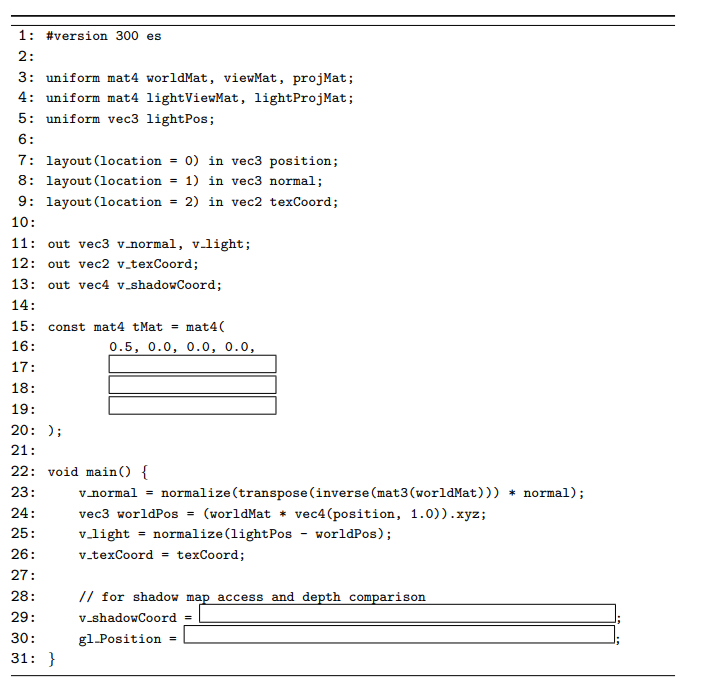 1: #version 300 es
2:
3: uniform mat4 worldMat, viewMat, projMat;
4: uniform mat4 lightViewMat, lightProjMat;
5: uniform vec3 lightPos;
6:
7: layout(location = 0) in vec3 position;
8: layout(location = 1) in vec3 normal;
9: layout(location = 2) in vec2 texCoord;
10:
11: out vec3 v_normal, v_light;
12: out vec2 v_texCoord;
13: out vec4 v_shadowCoord;
14:
15: const mat4 tMat = mat4(
16: 0.5, 0.0, 0.0, 0.0,
17:
18:
19:
20: );
21:
22: void main() {
23: v_normal = normalize(transpose(inverse(mat3(worldMat))) * normal);
24: vec3 worldPos = (worldMat * vec4(position, 1.0)).xyz;
25: v_light = normalize(lightPos - worldPos);
26: v_texCoord = texCoord;
27:
28: // for shadow map access and depth comparison
29: v_shadowCoord = ;
30: gl_Position = ;
31: }